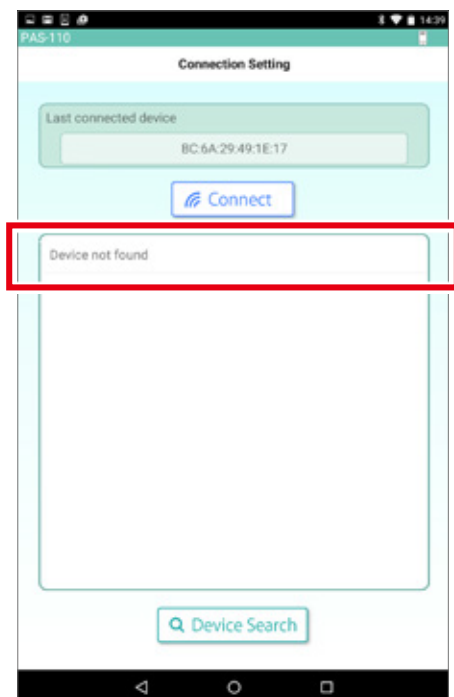 14:39
PAS-110
Connection Setting
Last connected device
BC:6A:29:49:1E:17
Connect
Device not found
Device Search